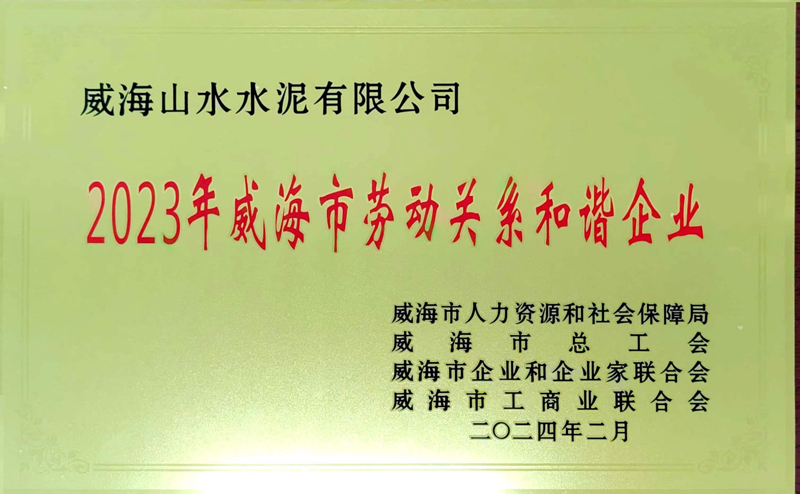 威海山水水泥有限公司
2023年威海市劳动关系和谐企业
威海市人力资源和社会保障局
威海市总工会
威海市企业和企业家联合会
威海市工商业联合会
二〇二四年二月